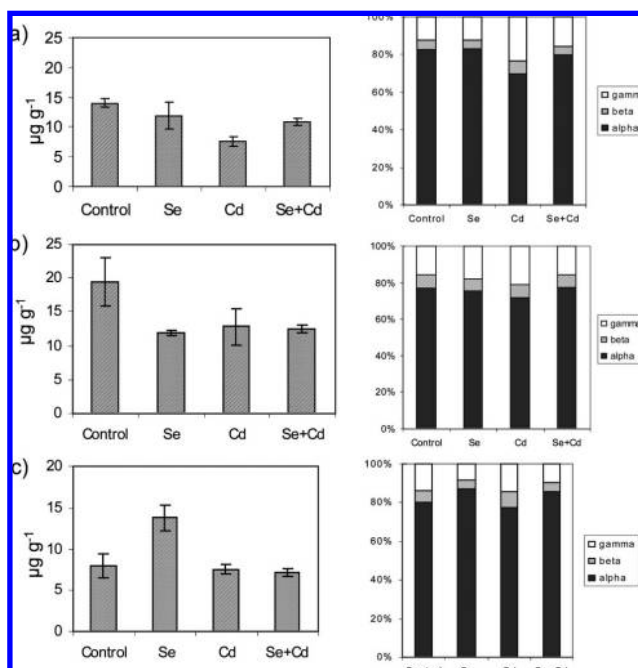 a)
25
20
15
10
5
0
µg g⁻¹
Control Se Cd Se+Cd
100%
80%
60%
40%
20%
0%
Control Se Cd Se+Cd
gamm
beta
alpha
b)
25
20
15
10
5
0
µg g⁻¹
Control Se Cd Se+Cd
100%
80%
60%
40%
20%
0%
Control Se Cd Se+Cd
gamma
beta
alpha
c)
20
15
10
5
0
µg g⁻¹
Control Se Cd Se+Cd
100%
80%
60%
40%
20%
0%
gamma
beta
alpha